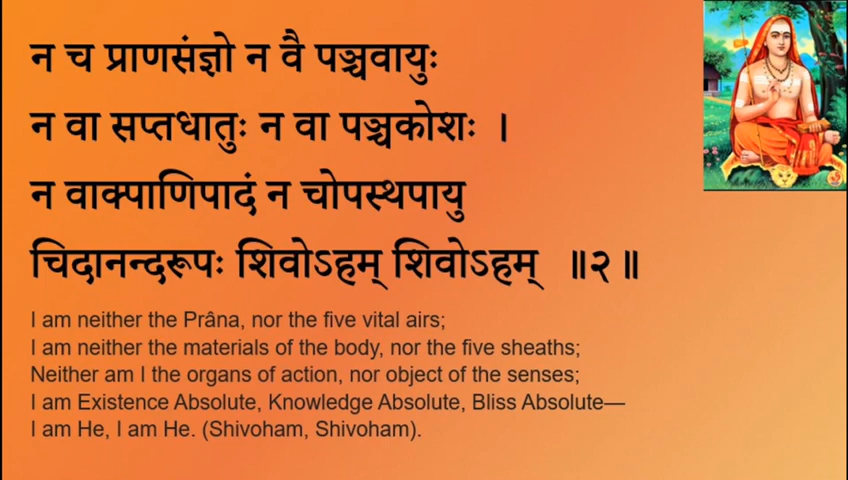 न च प्राणसंज्ञो न वै पञ्चवायुः
न वा सप्तधातुः न वा पञ्चकोशः ।
न वाक्पाणिपादं न चोपस्थपायु
चिदानन्दरूपः शिवोऽहम् शिवोऽहम् ॥२॥
I am neither the Prâna, nor the five vital airs;
I am neither the materials of the body, nor the five sheaths;
Neither am I the organs of action, nor object of the senses;
I am Existence Absolute, Knowledge Absolute, Bliss Absolute—
I am He, I am He. (Shivoham, Shivoham).